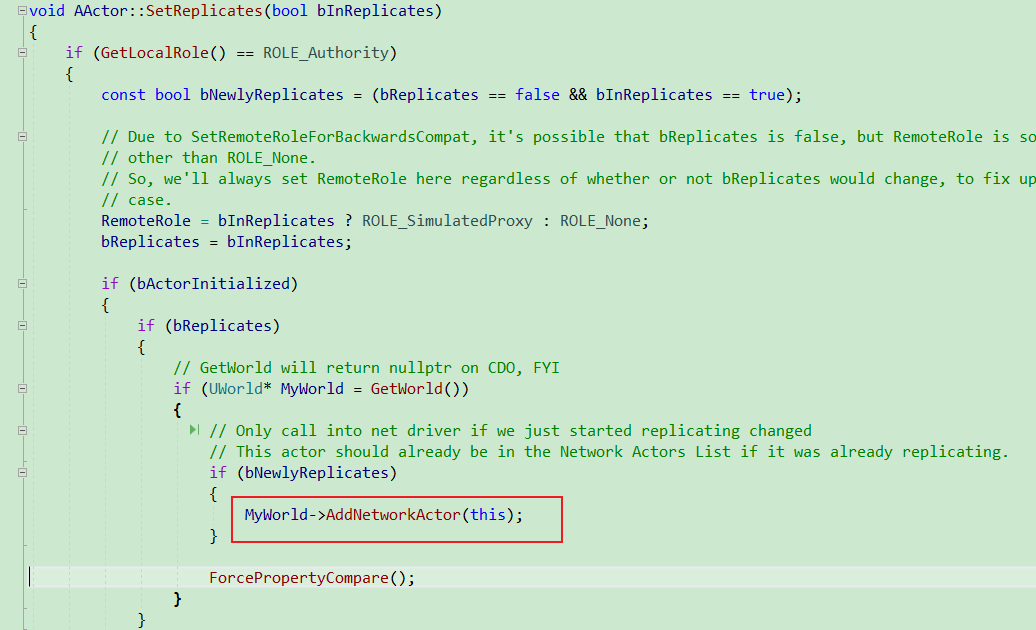 void AActor::SetReplicates(bool bInReplicates)
{
if (GetLocalRole() == ROLE_Authority)
{
const bool bNewlyReplicates = (bReplicates == false && bInReplicates == true);
// Due to SetRemoteRoleForBackwardsCompat, it's possible that bReplicates is false, but RemoteRole is so
// other than ROLE_None.
// So, we'll always set RemoteRole here regardless of whether or not bReplicates would change, to fix up
// case.
RemoteRole = bInReplicates ? ROLE_SimulatedProxy : ROLE_None;
bReplicates = bInReplicates;
if (bActorInitialized)
{
if (bReplicates)
{
// GetWorld will return nullptr on CDO, FYI
if (UWorld* MyWorld = GetWorld())
{
// Only call into net driver if we just started replicating changed
// This actor should already be in the Network Actors List if it was already replicating.
if (bNewlyReplicates)
{
MyWorld->AddNetworkActor(this);
}
ForcePropertyCompare();
}
}